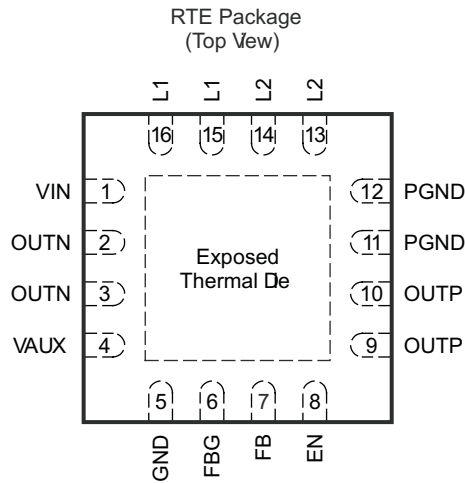 RTE Package
(Top View)
L1 L1 L2 L2
16 15 14 13
VIN 1 12 PGND
OUTN 2 11 PGND
OUTN 3 10 OUTP
VAUX 4 9 OUTP
Exposed
Thermal Die
5 6 7 8
GND FBG FB EN